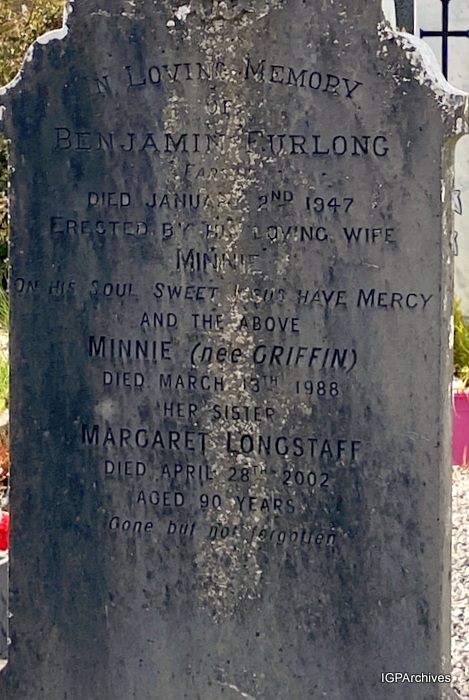 IN LOVING MEMORY
OF
BENJAMIN FURLONG
DIED JANUARY 2ND 1947
ERECTED BY HIS LOVING WIFE
MINNIE
ON HIS SOUL SWEET JESUS HAVE MERCY
AND THE ABOVE
MINNIE (née GRIFFIN)
DIED MARCH 13TH 1988
HER SISTER
MARGARET LONGSTAFF
DIED APRIL 28TH 2002
AGED 90 YEARS
Gone but not forgotten
IGPArchives